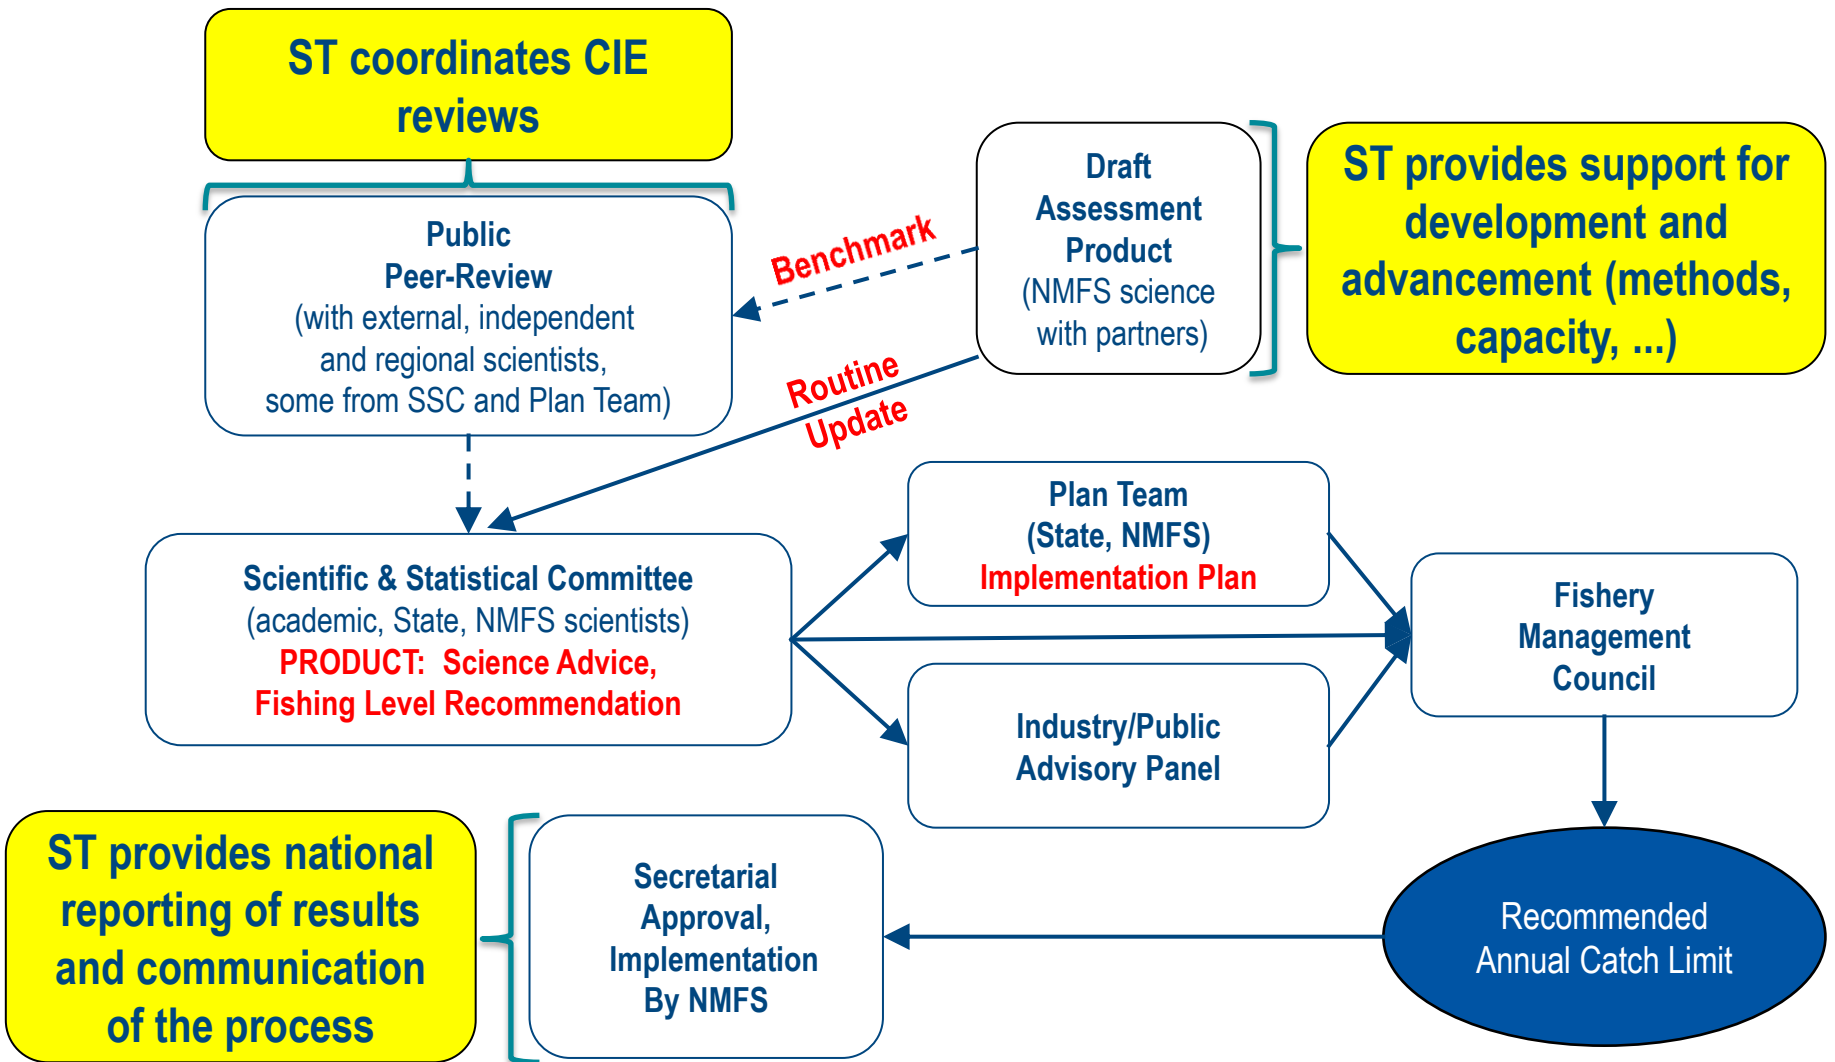 ST coordinates CIE
reviews
Public
Peer-Review
(with external, independent
and regional scientists,
some from SSC and Plan Team)
Benchmark
Draft
Assessment
Product
(NMFS science
with partners)
ST provides support for
development and
advancement (methods,
capacity, ...)
Routine
Update
Scientific & Statistical Committee
(academic, State, NMFS scientists)
PRODUCT: Science Advice,
Fishing Level Recommendation
Plan Team
(State, NMFS)
Implementation Plan
Industry/Public
Advisory Panel
Fishery
Management
Council
ST provides national
reporting of results
and communication
of the process
Secretarial
Approval,
Implementation
By NMFS
Recommended
Annual Catch Limit